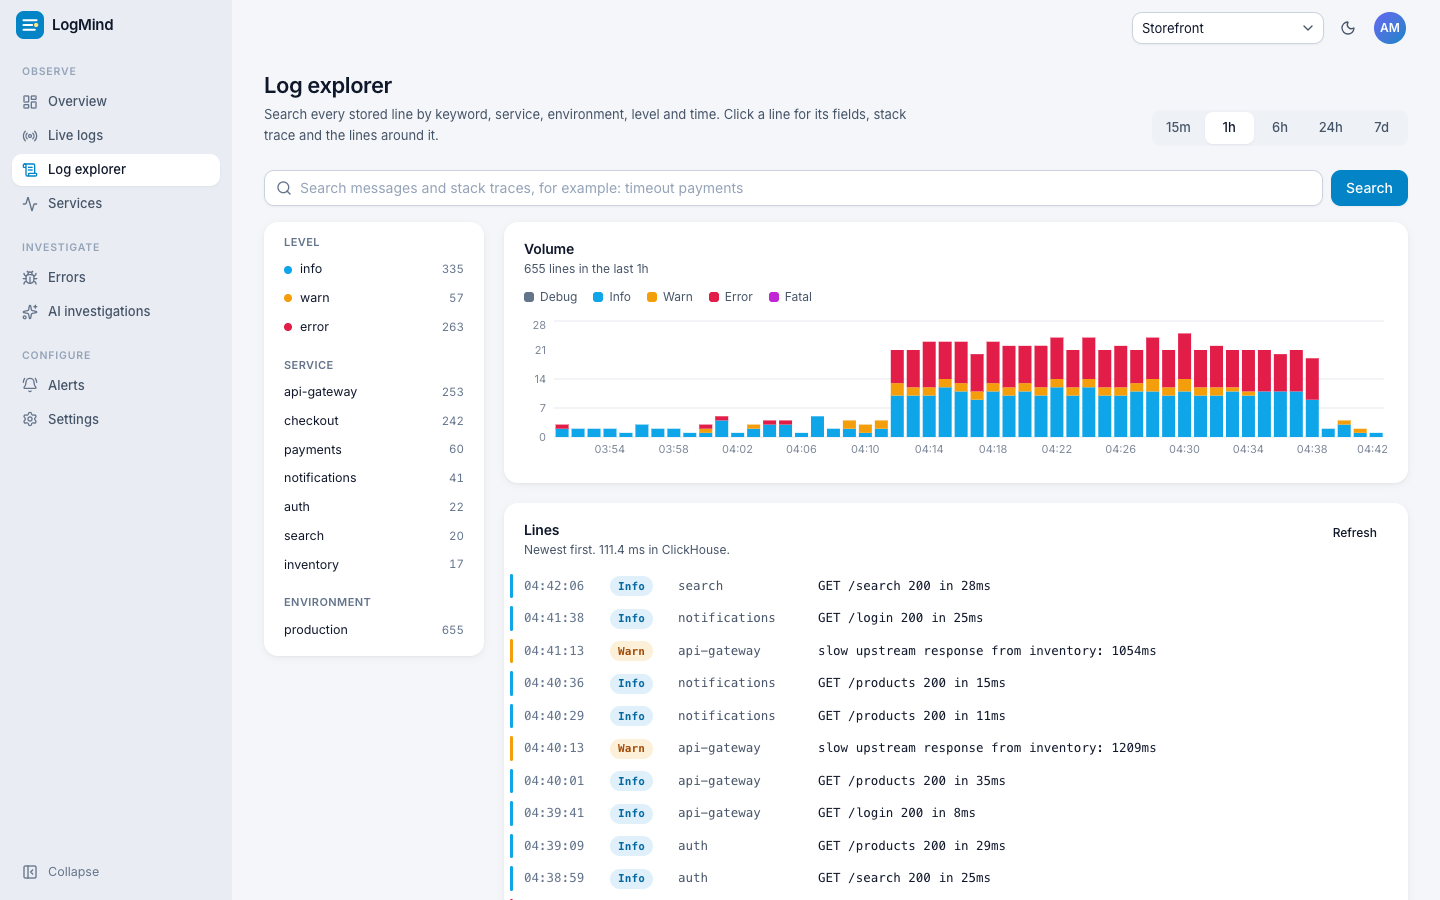 LogMind
OBSERVE
Overview
Live logs
Log explorer
Services
INVESTIGATE
Errors
AI investigations
CONFIGURE
Alerts
Settings
Collapse
Storefront
AM
Log explorer
Search every stored line by keyword, service, environment, level and time. Click a line for its fields, stack
trace and the lines around it.
15m 1h 6h 24h 7d
Search messages and stack traces, for example: timeout payments
Search
LEVEL
info 335
warn 57
error 263
SERVICE
api-gateway 253
checkout 242
payments 60
notifications 41
auth 22
search 20
inventory 17
ENVIRONMENT
production 655
Volume
655 lines in the last 1h
Debug Info Warn Error Fatal
28
21
14
7
0
03:54 03:58 04:02 04:06 04:10 04:14 04:18 04:22 04:26 04:30 04:34 04:38 04:42
Lines
Newest first. 111.4 ms in ClickHouse.
Refresh
04:42:06 Info search GET /search 200 in 28ms
04:41:38 Info notifications GET /login 200 in 25ms
04:41:13 Warn api-gateway slow upstream response from inventory: 1054ms
04:40:36 Info notifications GET /products 200 in 15ms
04:40:29 Info notifications GET /products 200 in 11ms
04:40:13 Warn api-gateway slow upstream response from inventory: 1209ms
04:40:01 Info api-gateway GET /products 200 in 35ms
04:39:41 Info api-gateway GET /login 200 in 8ms
04:39:09 Info auth GET /products 200 in 29ms
04:38:59 Info auth GET /search 200 in 25ms